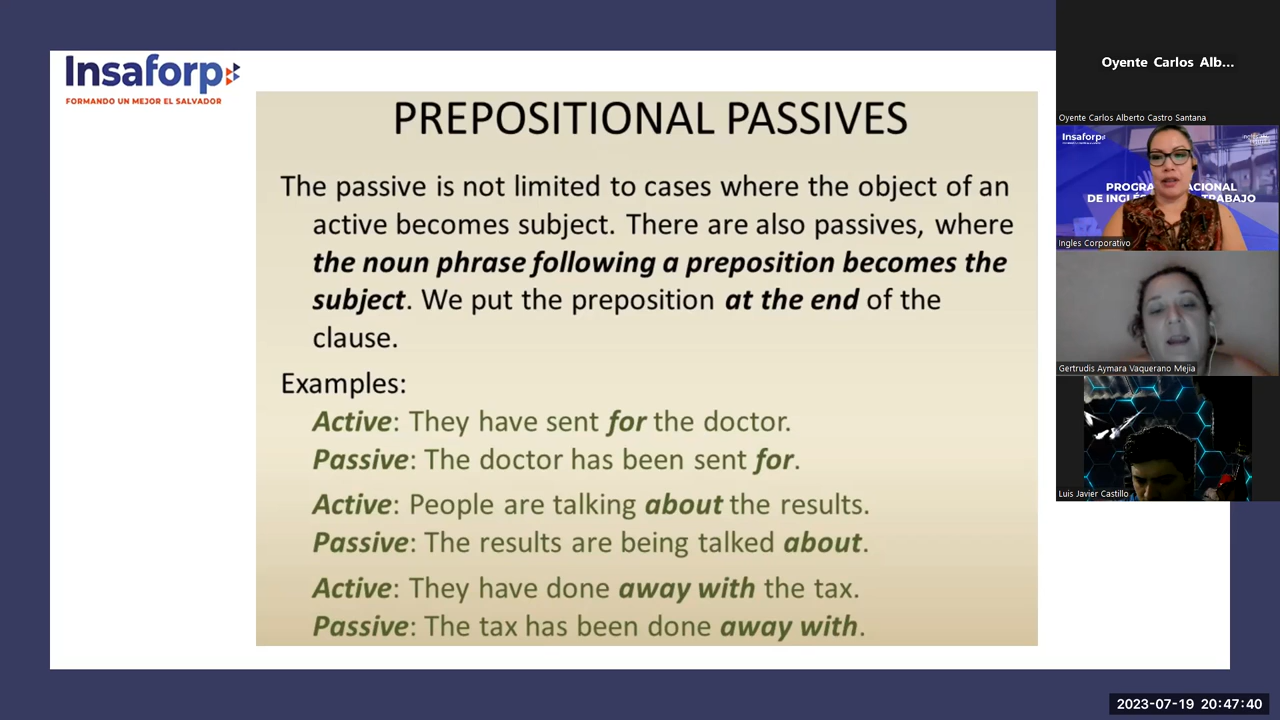 Insaforp
FORMANDO UN MEJOR EL SALVADOR
PREPOSITIONAL PASSIVES
The passive is not limited to cases where the object of an
active becomes subject. There are also passives, where
the noun phrase following a preposition becomes the
subject. We put the preposition at the end of the
clause.
Examples:
Active: They have sent for the doctor.
Passive: The doctor has been sent for.
Active: People are talking about the results.
Passive: The results are being talked about.
Active: They have done away with the tax.
Passive: The tax has been done away with.
Oyente Carlos Alb...
Oyente Carlos Alberto Castro Santana
Insaforp
Ingles Corporativo
Gertrudis Aymara Vaquerano Mejia
Luis Javier Castillo
2023-07-19 20:47:40